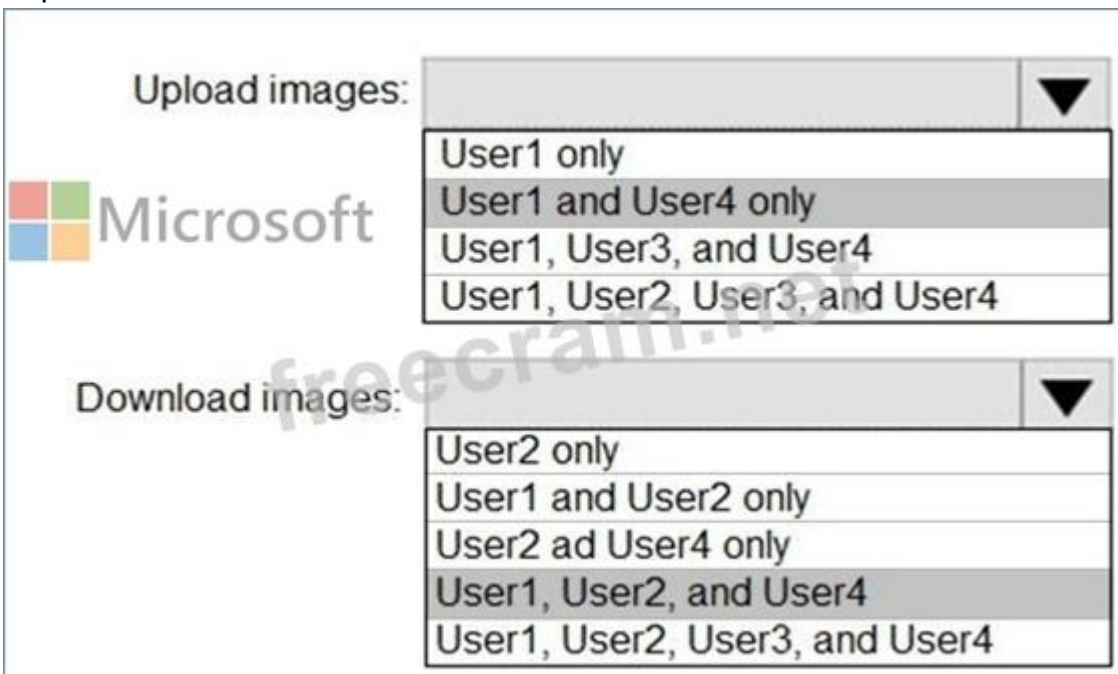 Upload images:
User1 only
User1 and User4 only
User1, User3, and User4
User1, User2, User3, and User4
Microsoft
freecram.net
Download images:
User2 only
User1 and User2 only
User2 ad User4 only
User1, User2, and User4
User1, User2, User3, and User4